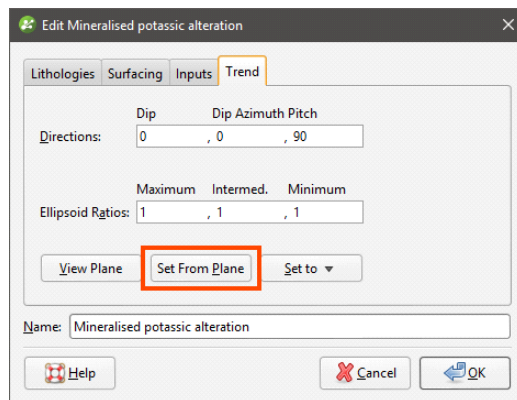 Edit Mineralised potassic alteration
Lithologies Surfacing Inputs Trend
Dip Dip Azimuth Pitch
Directions: 0 , 0 , 90
Maximum Intermed. Minimum
Ellipsoid Ratios: 1 , 1 , 1
View Plane Set From Plane Set to
Name: Mineralised potassic alteration
Help Cancel OK